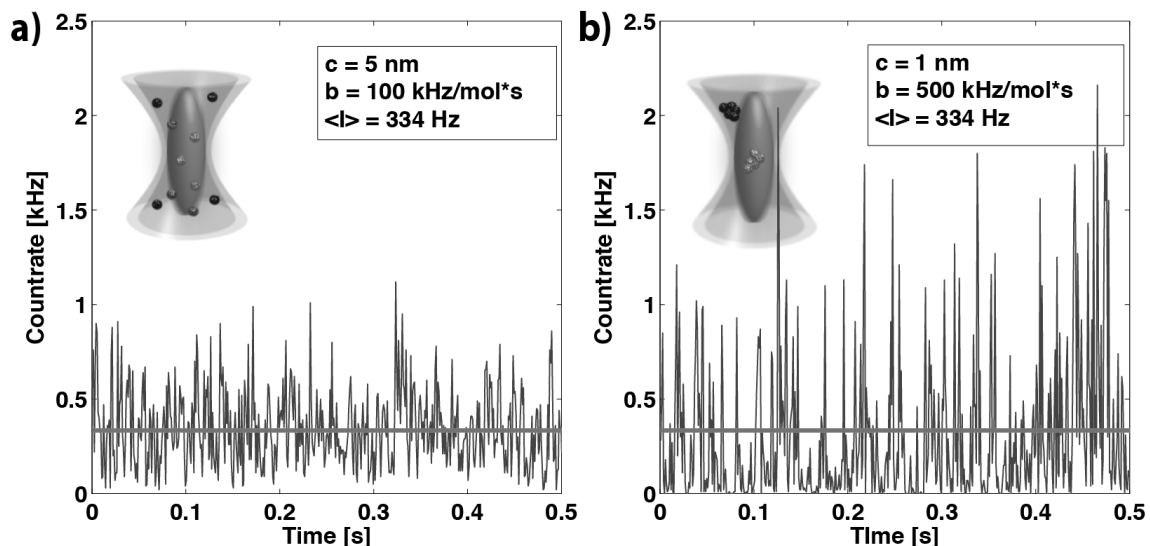 a)
2.5
2
1.5
1
0.5
0
Countrate [kHz]
c = 5 nm
b = 100 kHz/mol*s
<I> = 334 Hz
0 0.1 0.2 0.3 0.4 0.5
Time [s]
b)
2.5
2
1.5
1
0.5
0
Countrate [kHz]
c = 1 nm
b = 500 kHz/mol*s
<I> = 334 Hz
0 0.1 0.2 0.3 0.4 0.5
TIme [s]